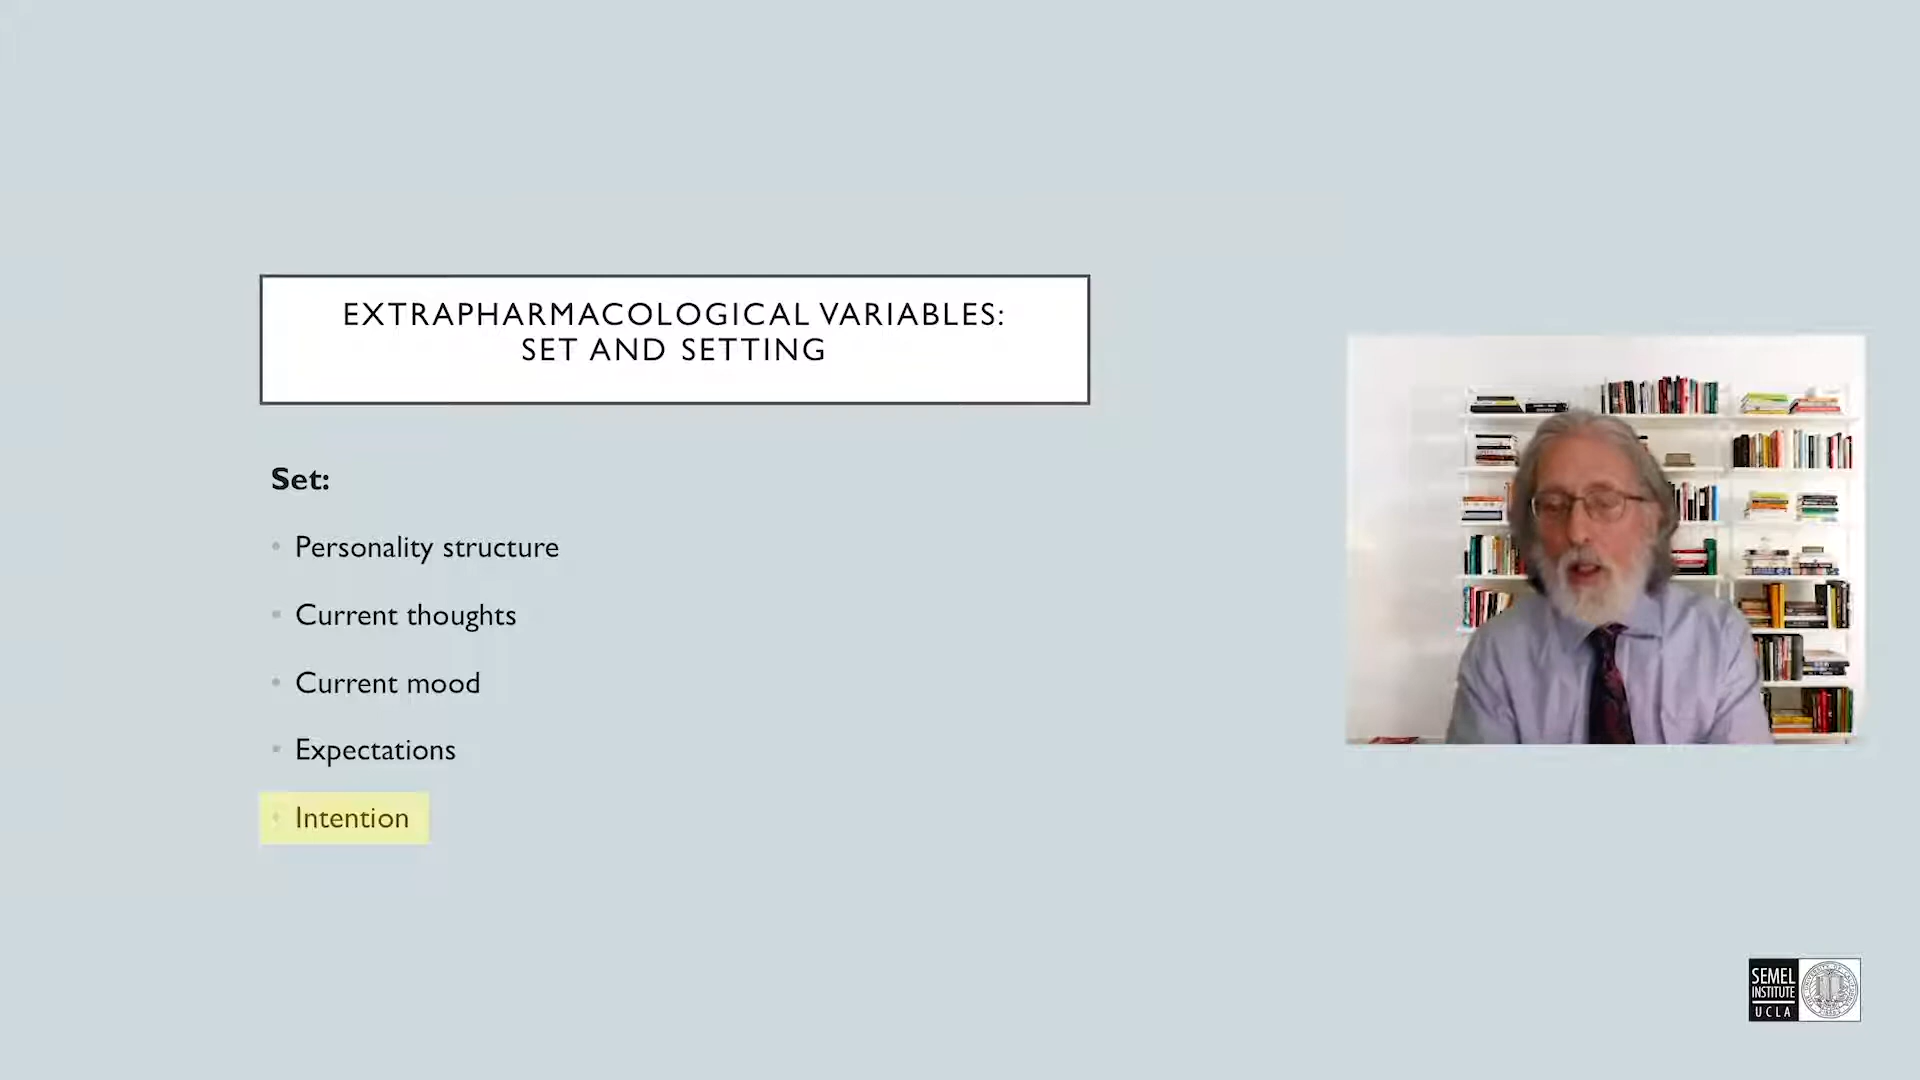 EXTRAPHARMACOLOGICAL VARIABLES:
SET AND SETTING
Set:
• Personality structure
• Current thoughts
• Current mood
• Expectations
• Intention
SEMEL
INSTITUTE
UCLA